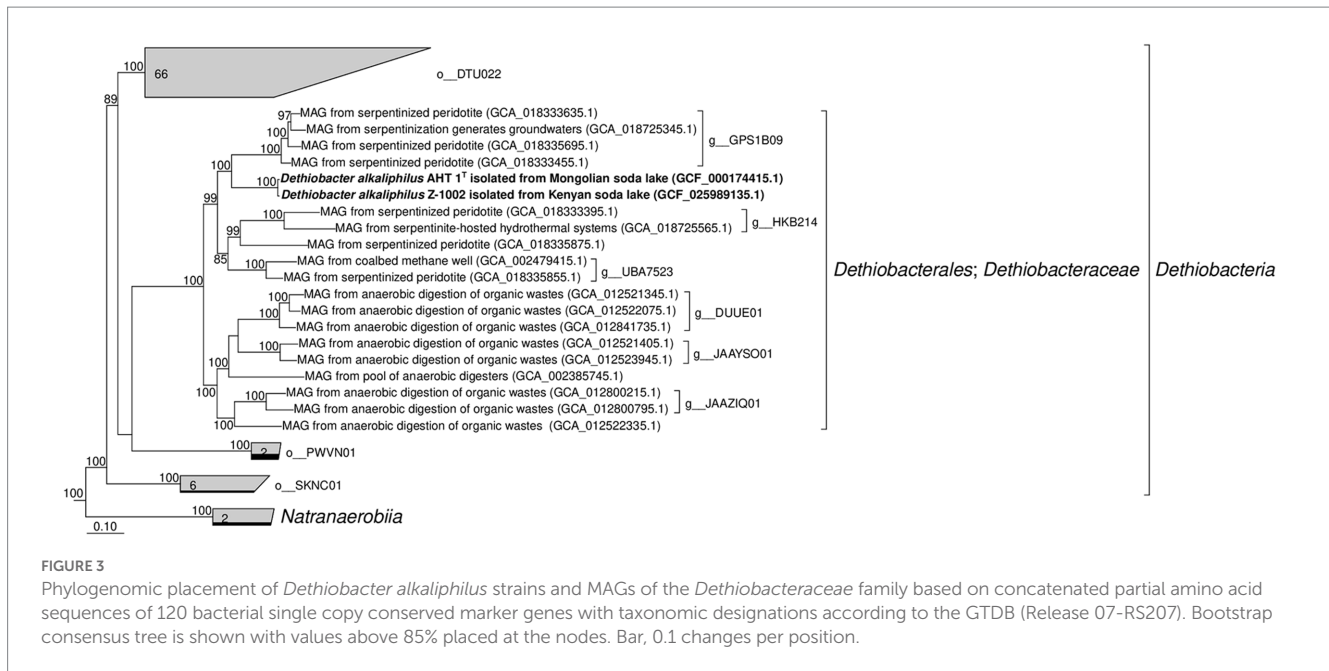 100
66
o__DTU022
89
97
MAG from serpentinized peridotite (GCA_018333635.1)
MAG from serpentinization generates groundwaters (GCA_018725345.1)
100
MAG from serpentinized peridotite (GCA_018335695.1)
g__GPS1B09
100
MAG from serpentinized peridotite (GCA_018333455.1)
100
Dethiobacter alkaliphilus AHT 1T isolated from Mongolian soda lake (GCF_000174415.1)
100
Dethiobacter alkaliphilus Z-1002 isolated from Kenyan soda lake (GCF_025989135.1)
99
MAG from serpentinized peridotite (GCA_018333395.1)
100
MAG from serpentinite-hosted hydrothermal systems (GCA_018725565.1)
g__HKB214
99
MAG from serpentinized peridotite (GCA_018335875.1)
85
MAG from coalbed methane well (GCA_002479415.1)
100
MAG from serpentinized peridotite (GCA_018335855.1)
g__UBA7523
Dethiobacterales; Dethiobacteraceae
Dethiobacteria
100
MAG from anaerobic digestion of organic wastes (GCA_012521345.1)
100
MAG from anaerobic digestion of organic wastes (GCA_012522075.1)
g__DUUE01
100
MAG from anaerobic digestion of organic wastes (GCA_012841735.1)
MAG from anaerobic digestion of organic wastes (GCA_012521405.1)
100
MAG from anaerobic digestion of organic wastes (GCA_012523945.1)
g__JAAYSO01
MAG from pool of anaerobic digesters (GCA_002385745.1)
100
MAG from anaerobic digestion of organic wastes (GCA_012800215.1)
100
MAG from anaerobic digestion of organic wastes (GCA_012800795.1)
g__JAAZIQ01
100
MAG from anaerobic digestion of organic wastes (GCA_012522335.1)
100
2
o__PWVN01
100
100
6
o__SKNC01
100
100
2
Natranaerobiia
0.10
FIGURE 3
Phylogenomic placement of Dethiobacter alkaliphilus strains and MAGs of the Dethiobacteraceae family based on concatenated partial amino acid
sequences of 120 bacterial single copy conserved marker genes with taxonomic designations according to the GTDB (Release 07-RS207). Bootstrap
consensus tree is shown with values above 85% placed at the nodes. Bar, 0.1 changes per position.